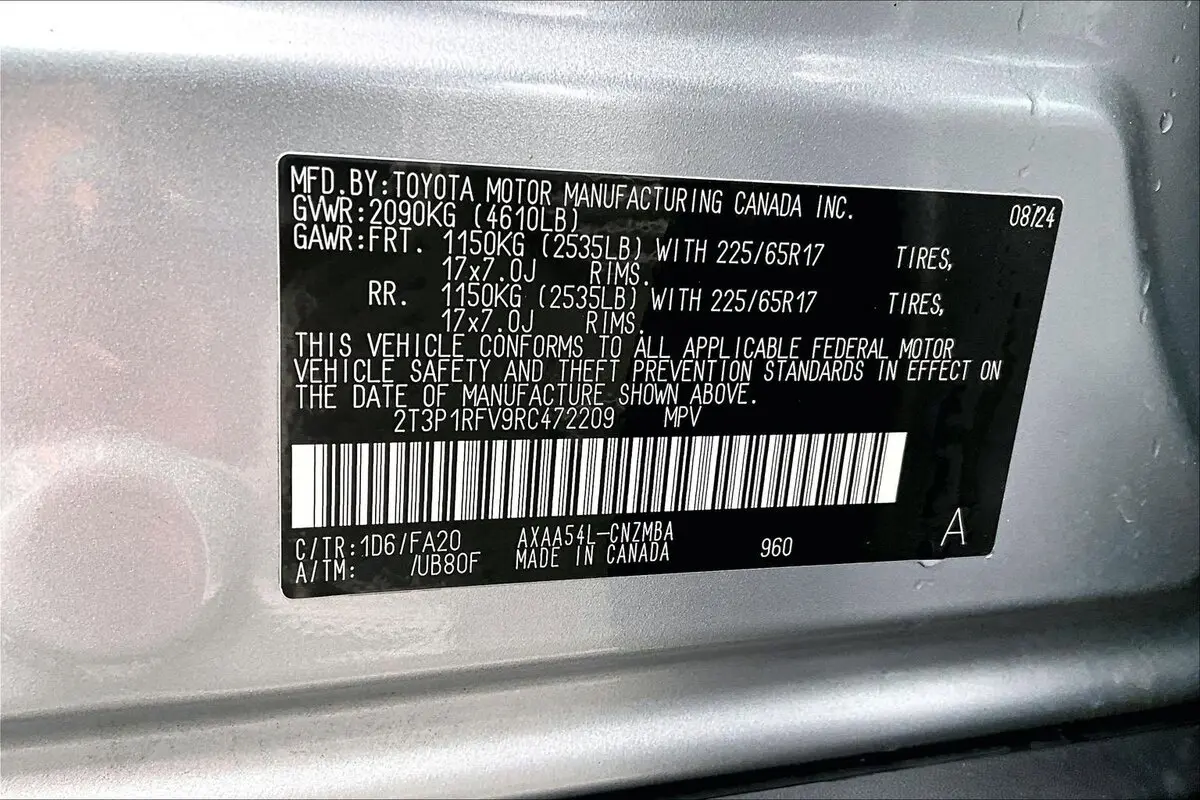 MFD.BY:TOYOTA MOTOR MANUFACTURING CANADA INC. 08/24
GVWR:2090KG (4610LB)
GAWR:FRT. 1150KG (2535LB) WITH 225/65R17 TIRES,
17x7.0J RIMS.
RR. 1150KG (2535LB) WITH 225/65R17 TIRES,
17x7.0J RIMS.
THIS VEHICLE CONFORMS TO ALL APPLICABLE FEDERAL MOTOR
VEHICLE SAFETY AND THEFT PREVENTION STANDARDS IN EFFECT ON
THE DATE OF MANUFACTURE SHOWN ABOVE.
2T3P1RFV9RC472209 MPV
C/TR:1D6/FA20 AXAA54L-CNZMBA 960 A
A/TM: /UB80F MADE IN CANADA